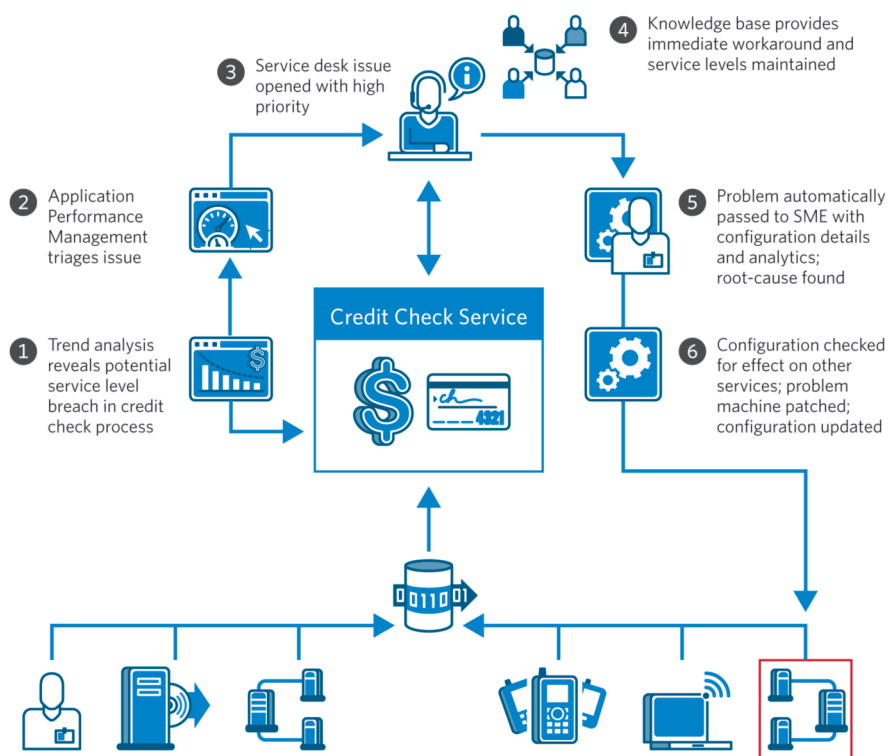 4 Knowledge base provides
immediate workaround and
service levels maintained
3 Service desk issue
opened with high
priority
2 Application
Performance
Management
triages issue
5 Problem automatically
passed to SME with
configuration details
and analytics;
root-cause found
Credit Check Service
1 Trend analysis
reveals potential
service level
breach in credit
check process
$
$
ch
4321
6 Configuration checked
for effect on other
services; problem
machine patched;
configuration updated
0 0110 01